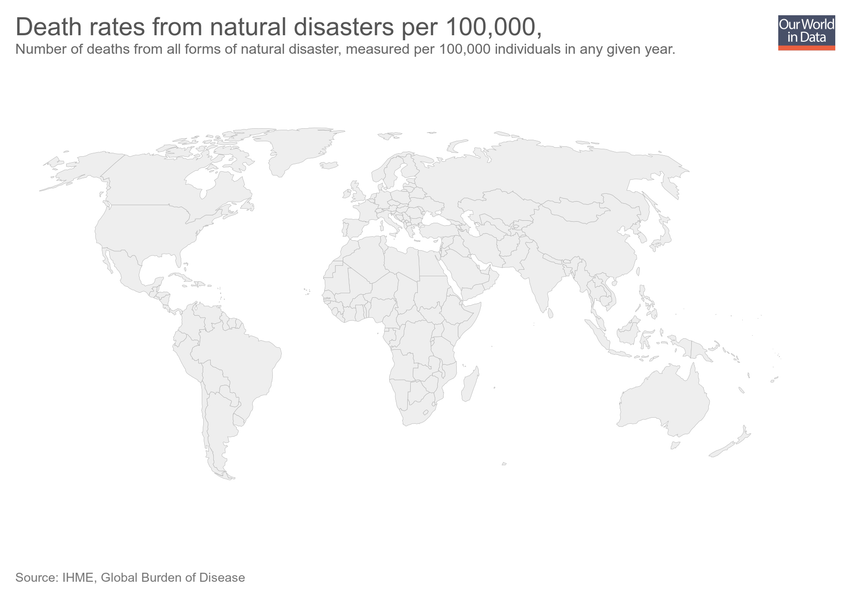 Death rates from natural disasters per 100,000,
Number of deaths from all forms of natural disaster, measured per 100,000 individuals in any given year.
Our World
in Data
Source: IHME, Global Burden of Disease